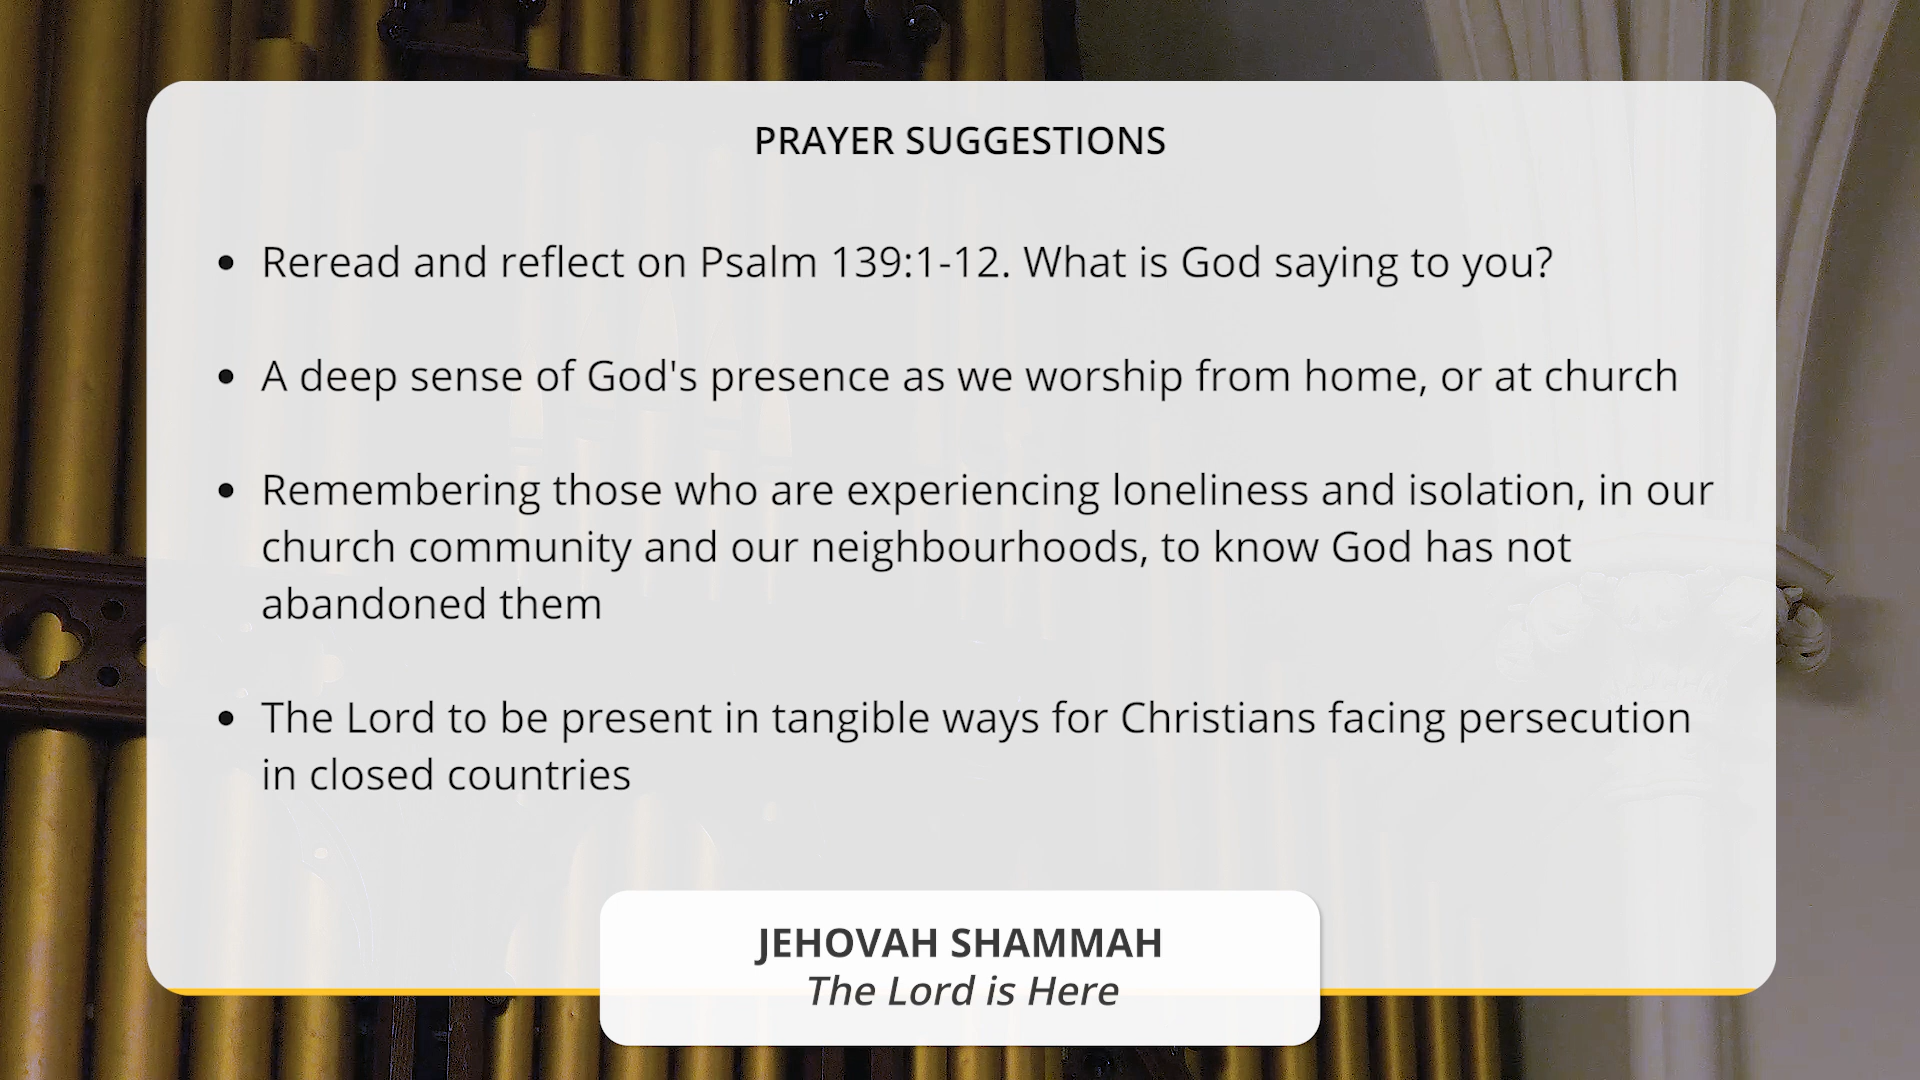 PRAYER SUGGESTIONS
• Reread and reflect on Psalm 139:1-12. What is God saying to you?
• A deep sense of God's presence as we worship from home, or at church
• Remembering those who are experiencing loneliness and isolation, in our
church community and our neighbourhoods, to know God has not
abandoned them
• The Lord to be present in tangible ways for Christians facing persecution
in closed countries
JEHOVAH SHAMMAH
The Lord is Here